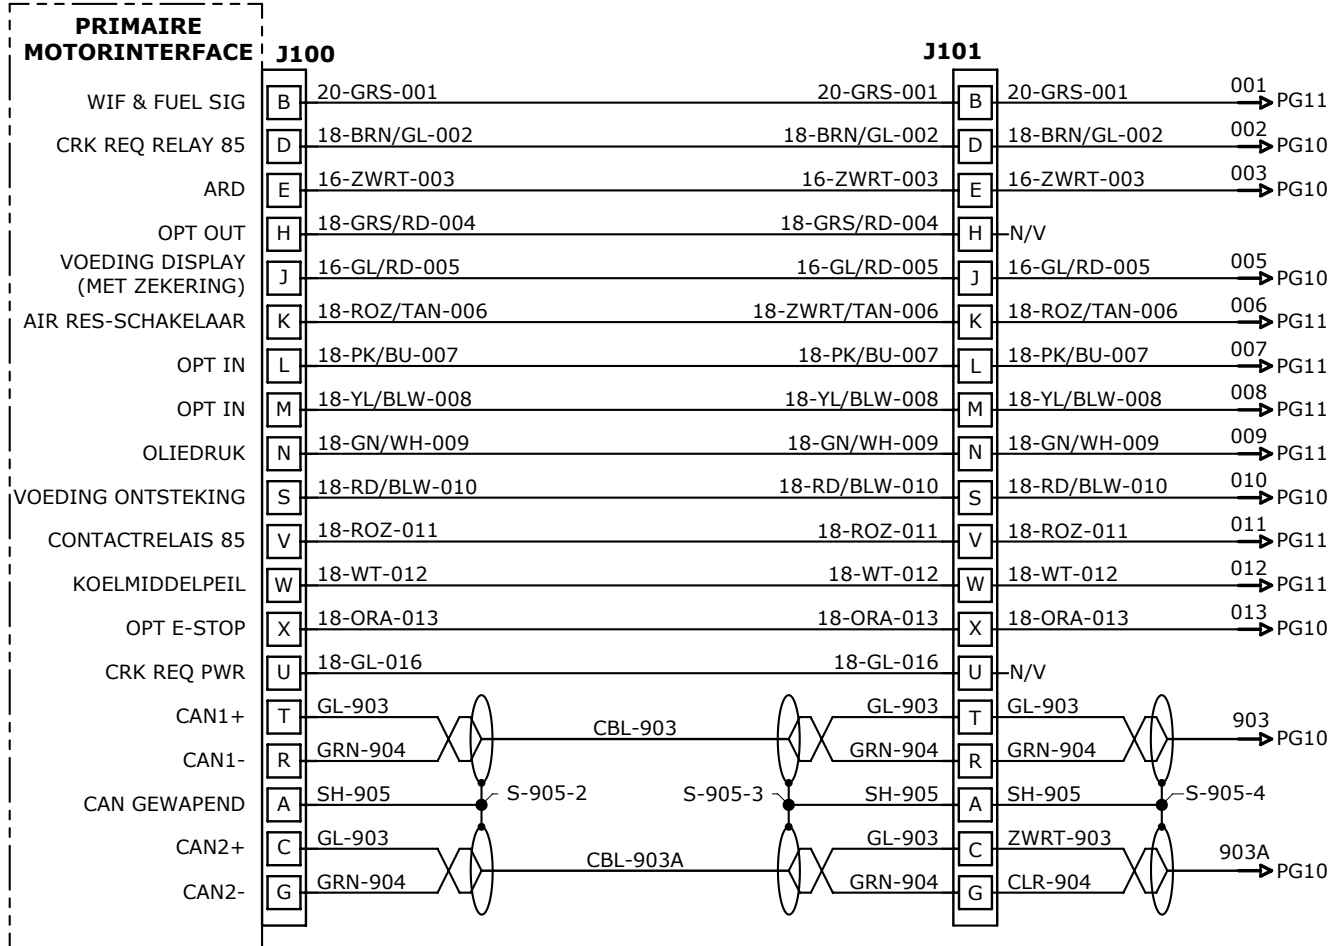 PRIMAIRE
MOTORINTERFACE
J100
J101
WIF & FUEL SIG B 20-GRS-001 20-GRS-001 B 20-GRS-001 001 PG11
CRK REQ RELAY 85 D 18-BRN/GL-002 18-BRN/GL-002 D 18-BRN/GL-002 002 PG10
ARD E 16-ZWRT-003 16-ZWRT-003 E 16-ZWRT-003 003 PG10
OPT OUT H 18-GRS/RD-004 18-GRS/RD-004 H N/V
VOEDING DISPLAY
(MET ZEKERING) J 16-GL/RD-005 16-GL/RD-005 J 16-GL/RD-005 005 PG10
AIR RES-SCHAKELAAR K 18-ROZ/TAN-006 18-ZWRT/TAN-006 K 18-ROZ/TAN-006 006 PG11
OPT IN L 18-PK/BU-007 18-PK/BU-007 L 18-PK/BU-007 007 PG11
OPT IN M 18-YL/BLW-008 18-YL/BLW-008 M 18-YL/BLW-008 008 PG11
OLIEDRUK N 18-GN/WH-009 18-GN/WH-009 N 18-GN/WH-009 009 PG11
VOEDING ONTSTEKING S 18-RD/BLW-010 18-RD/BLW-010 S 18-RD/BLW-010 010 PG10
CONTACTRELAIS 85 V 18-ROZ-011 18-ROZ-011 V 18-ROZ-011 011 PG11
KOELMIDDELPEIL W 18-WT-012 18-WT-012 W 18-WT-012 012 PG11
OPT E-STOP X 18-ORA-013 18-ORA-013 X 18-ORA-013 013 PG10
CRK REQ PWR U 18-GL-016 18-GL-016 U N/V
CAN1+ T GL-903 GL-903 T GL-903
CBL-903 903 PG10
CAN1- R GRN-904 GRN-904 R GRN-904
CAN GEWAPEND A SH-905 S-905-2 S-905-3 SH-905 A SH-905 S-905-4
CAN2+ C GL-903 GL-903 C ZWRT-903
CBL-903A 903A PG10
CAN2- G GRN-904 GRN-904 G CLR-904